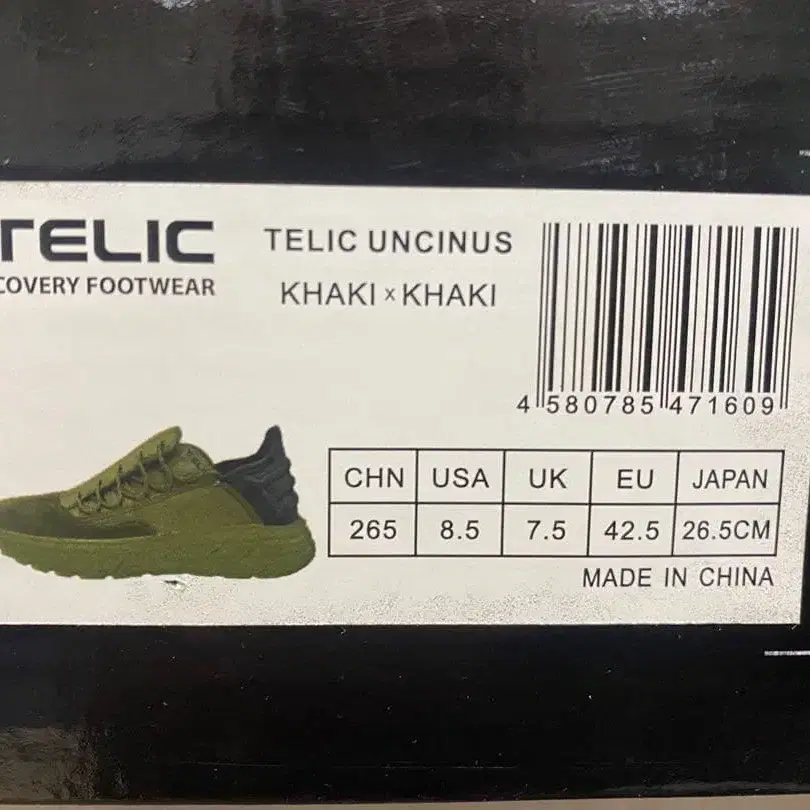 TELIC
COVERY FOOTWEAR
TELIC UNCINUS
KHAKI x KHAKI
4 580785 471609
CHN USA UK EU JAPAN
265 8.5 7.5 42.5 26.5CM
MADE IN CHINA